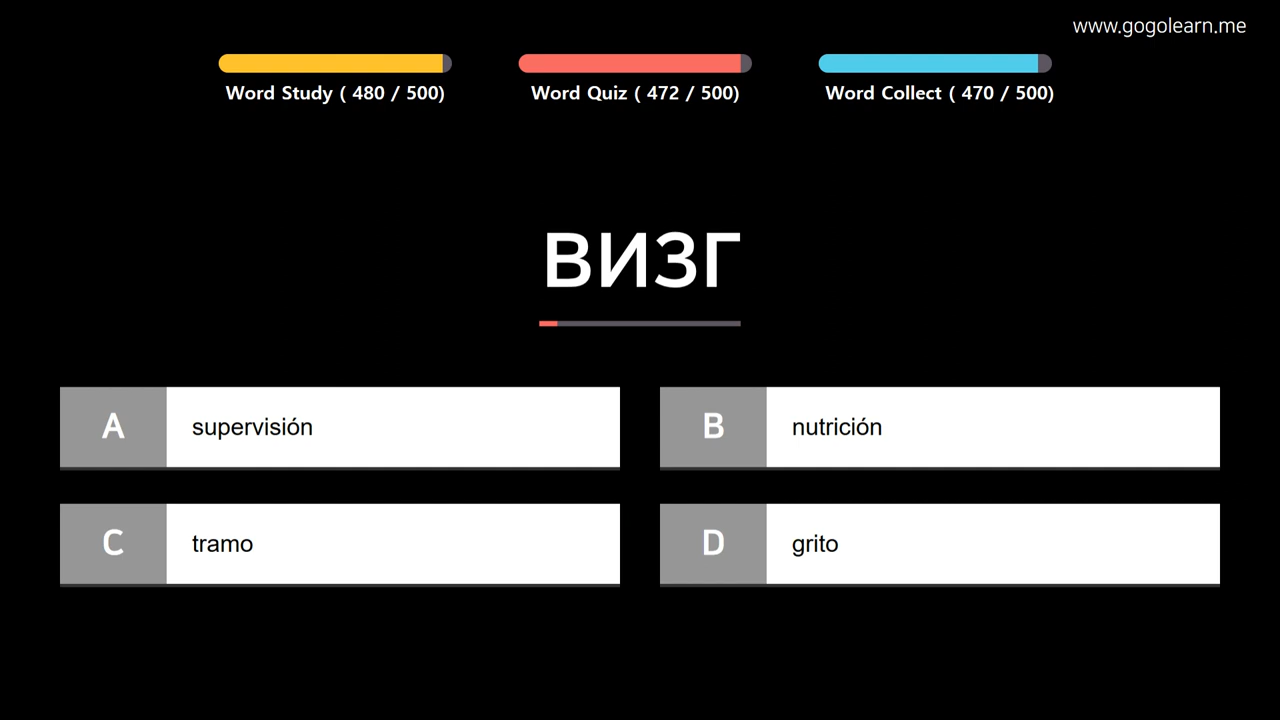 www.gogolearn.me
Word Study ( 480 / 500)
Word Quiz ( 472 / 500)
Word Collect ( 470 / 500)
визг
A supervisión
B nutrición
C tramo
D grito